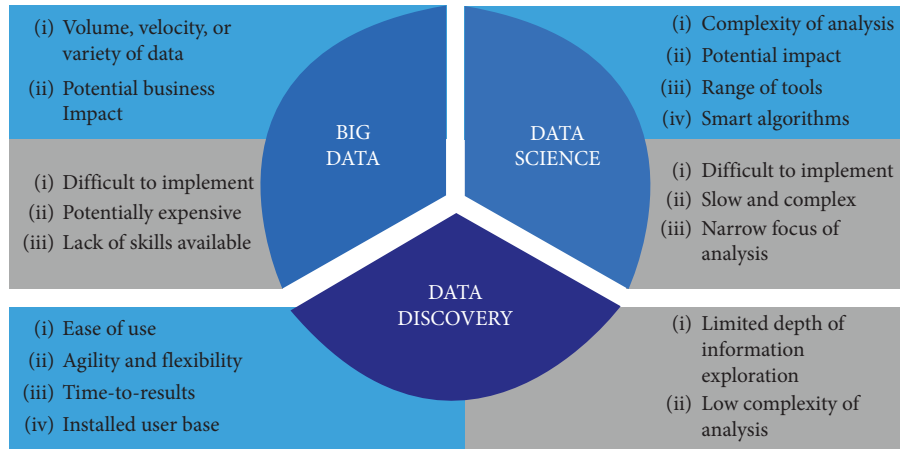 (i) Volume, velocity, or
variety of data
(ii) Potential business
Impact
(i) Difficult to implement
(ii) Potentially expensive
(iii) Lack of skills available
BIG
DATA
DATA
SCIENCE
(i) Complexity of analysis
(ii) Potential impact
(iii) Range of tools
(iv) Smart algorithms
(i) Difficult to implement
(ii) Slow and complex
(iii) Narrow focus of
analysis
DATA
DISCOVERY
(i) Ease of use
(ii) Agility and flexibility
(iii) Time-to-results
(iv) Installed user base
(i) Limited depth of
information
exploration
(ii) Low complexity of
analysis